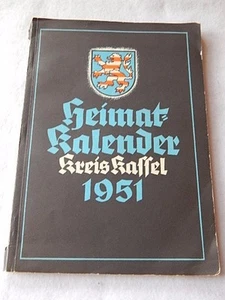 Heimat-
Kalender
Kreis Kassel
1951